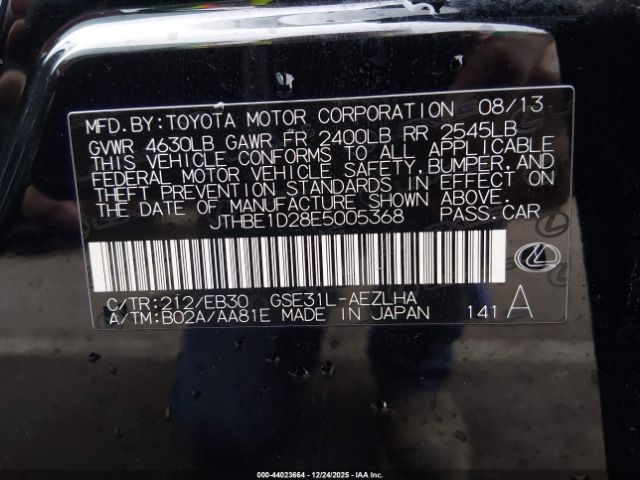 MFD.BY:TOYOTA MOTOR CORPORATION 08/13
GVWR 4630LB GAWR FR 2400LB RR 2545LB
THIS VEHICLE CONFORMS TO ALL APPLICABLE
FEDERAL MOTOR VEHICLE SAFETY,BUMPER,AND
THEFT PREVENTION STANDARDS IN EFFECT ON
THE DATE OF MANUFACTURE SHOWN ABOVE.
JTHBE1D28E5005368 PASS.CAR
C/TR:212/EB30 GSE31L-AEZLHA
A/TM:B02A/AA81E MADE IN JAPAN 141 A
000-44023664 - 12/24/2025 - IAA Inc.